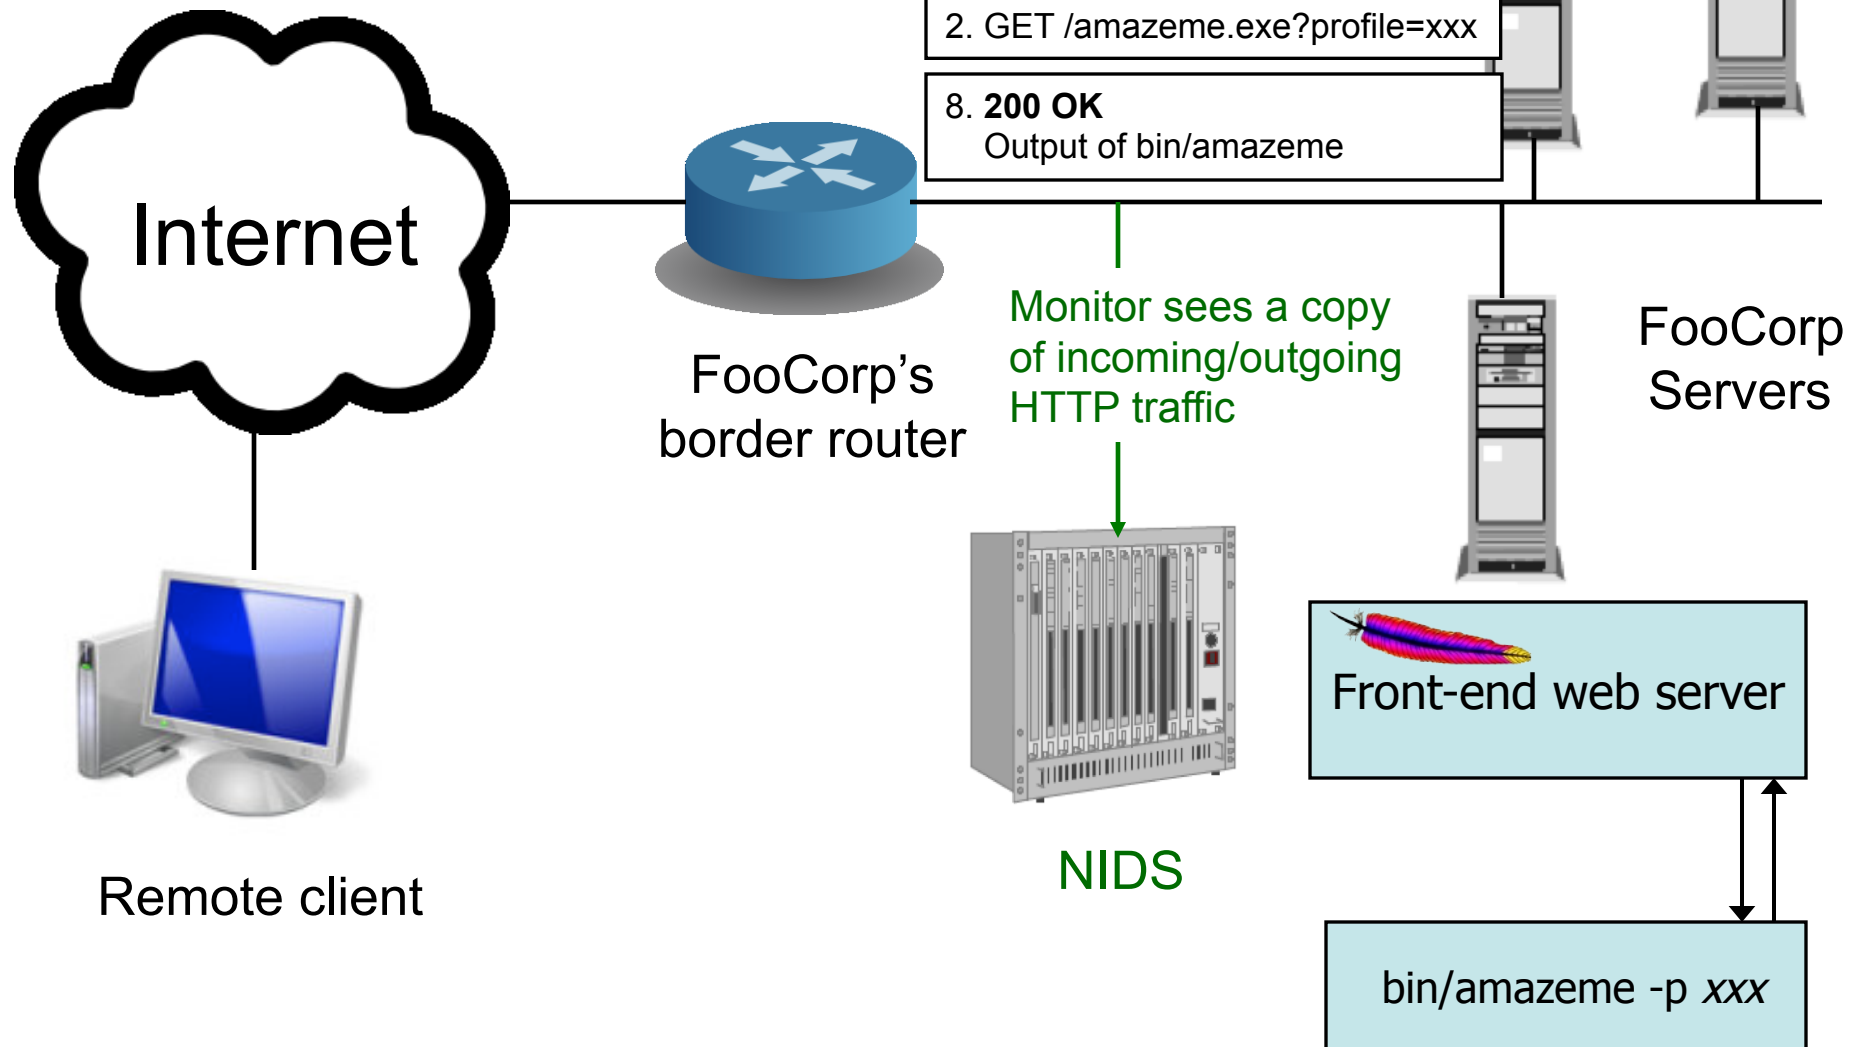 2. GET /amazeme.exe?profile=xxx
8. 200 OK
Output of bin/amazeme
Internet
Monitor sees a copy
of incoming/outgoing
HTTP traffic
FooCorp
Servers
FooCorp’s
border router
Front-end web server
NIDS
Remote client
bin/amazeme -p xxx